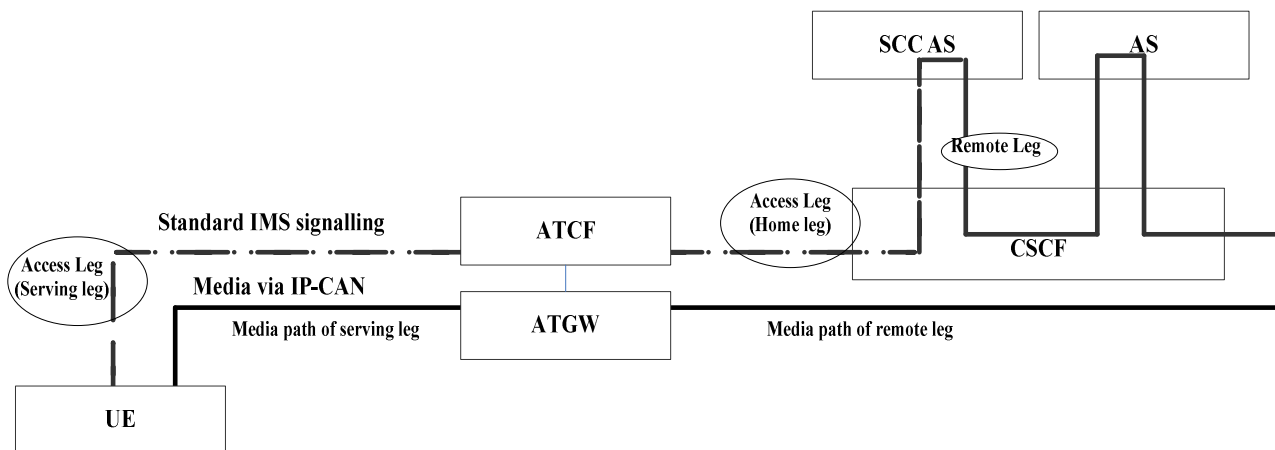 SCC AS
AS
Remote Leg
Access Leg
(Home leg)
Standard IMS signalling
ATCF
CSCF
Access Leg
(Serving leg)
Media via IP-CAN
Media path of serving leg
ATGW
Media path of remote leg
UE